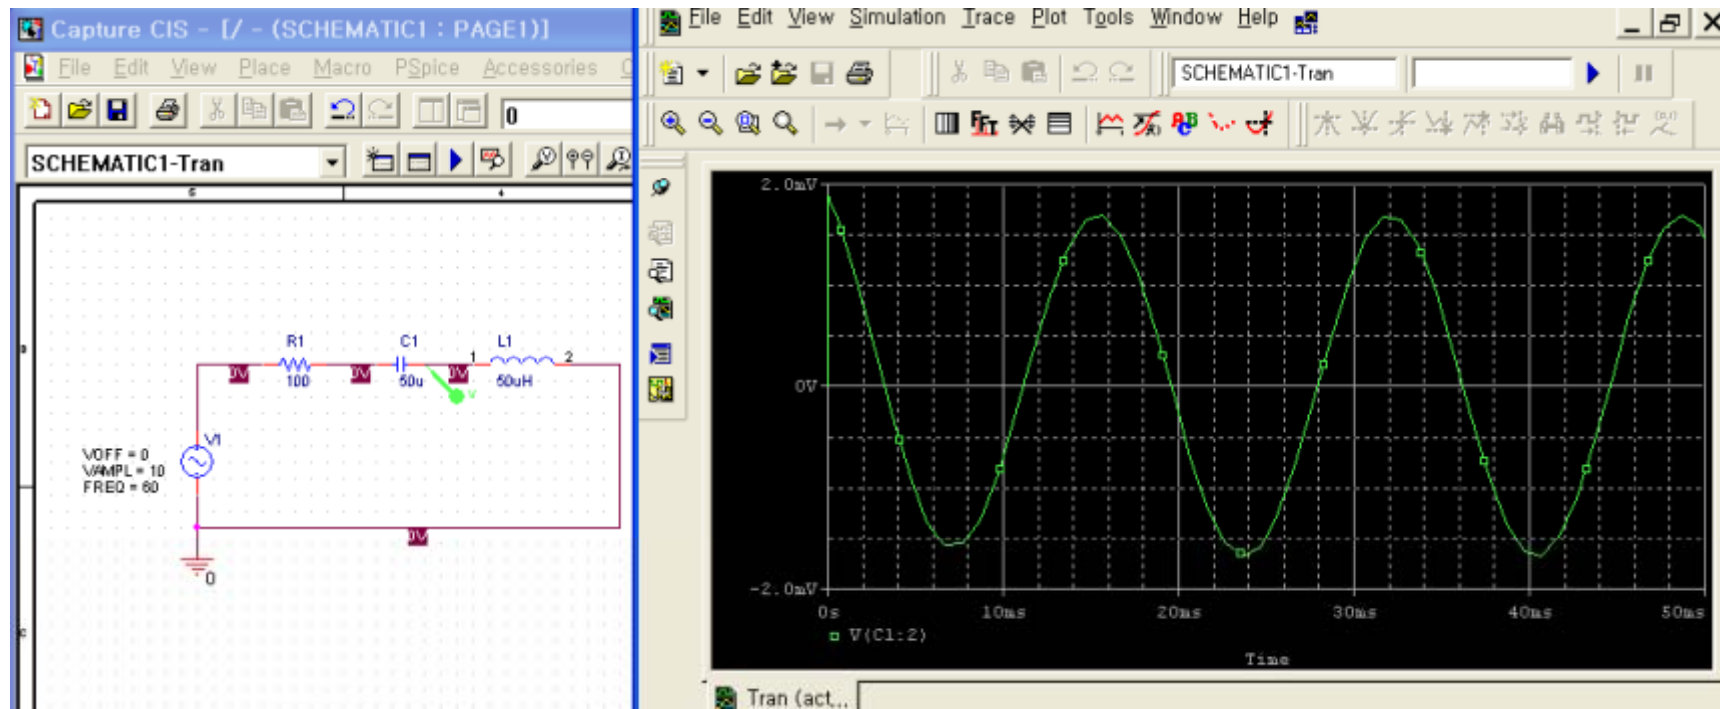 Capture CIS - [/ - (SCHEMATIC1 : PAGE1)]
File Edit View Place Macro PSpice Accessories
0
SCHEMATIC1-Tran
5 4
R1
100
C1
50u
1 L1 2
50uH
0V 0V 0V
V
V1
VOFF = 0
VAMPL = 10
FREQ = 60
0V
0
File Edit View Simulation Trace Plot Tools Window Help
SCHEMATIC1-Tran
FFT
2.0mV
0V
-2.0mV
0s 10ms 20ms 30ms 40ms 50ms
V(C1:2)
Time
Tran (act...